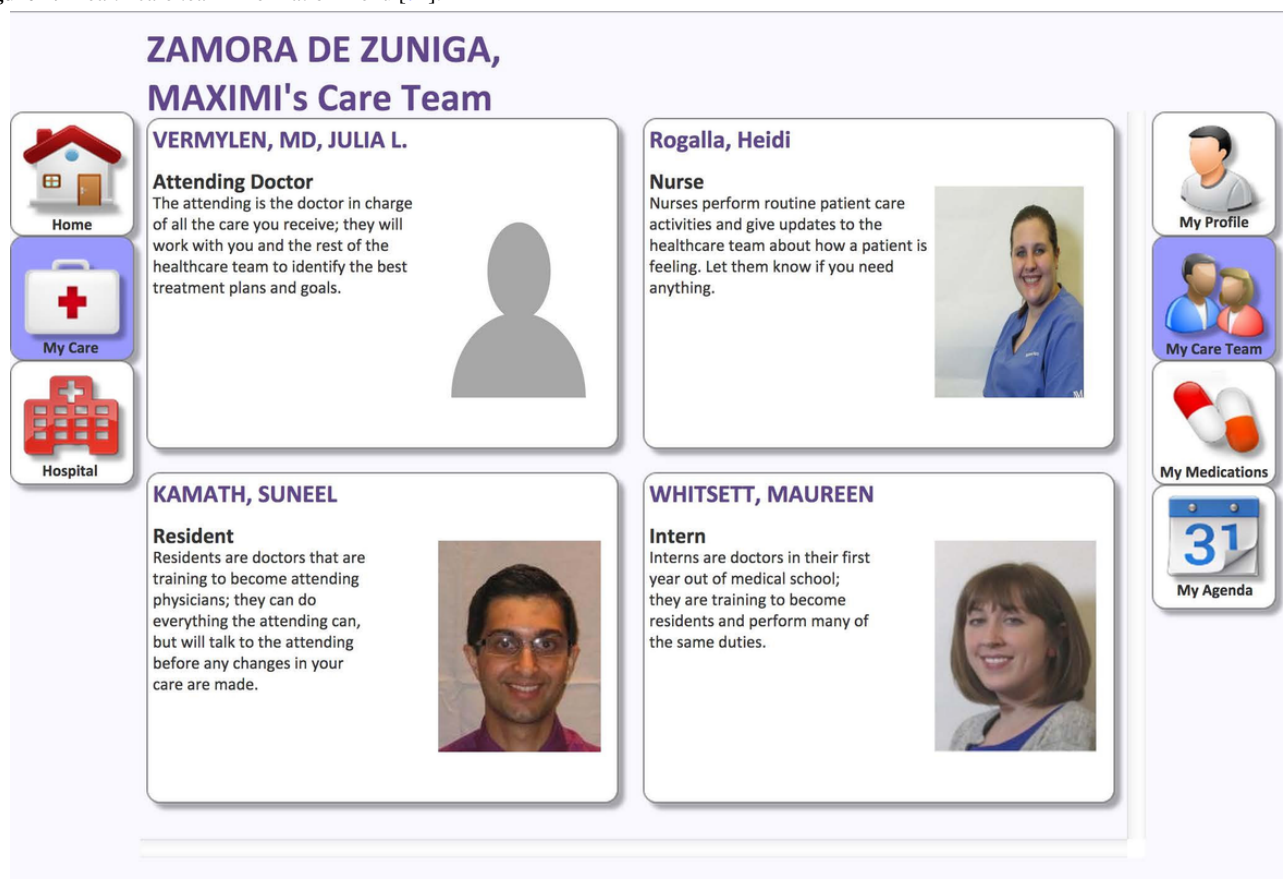 ZAMORA DE ZUNIGA,
MAXIMI's Care Team
Home
My Care
Hospital
VERMYLEN, MD, JULIA L.
Attending Doctor
The attending is the doctor in charge
of all the care you receive; they will
work with you and the rest of the
healthcare team to identify the best
treatment plans and goals.
Rogalla, Heidi
Nurse
Nurses perform routine patient care
activities and give updates to the
healthcare team about how a patient is
feeling. Let them know if you need
anything.
KAMATH, SUNEEL
Resident
Residents are doctors that are
training to become attending
physicians; they can do
everything the attending can,
but will talk to the attending
before any changes in your
care are made.
WHITSETT, MAUREEN
Intern
Interns are doctors in their first
year out of medical school;
they are training to become
residents and perform many of
the same duties.
My Profile
My Care Team
My Medications
31
My Agenda